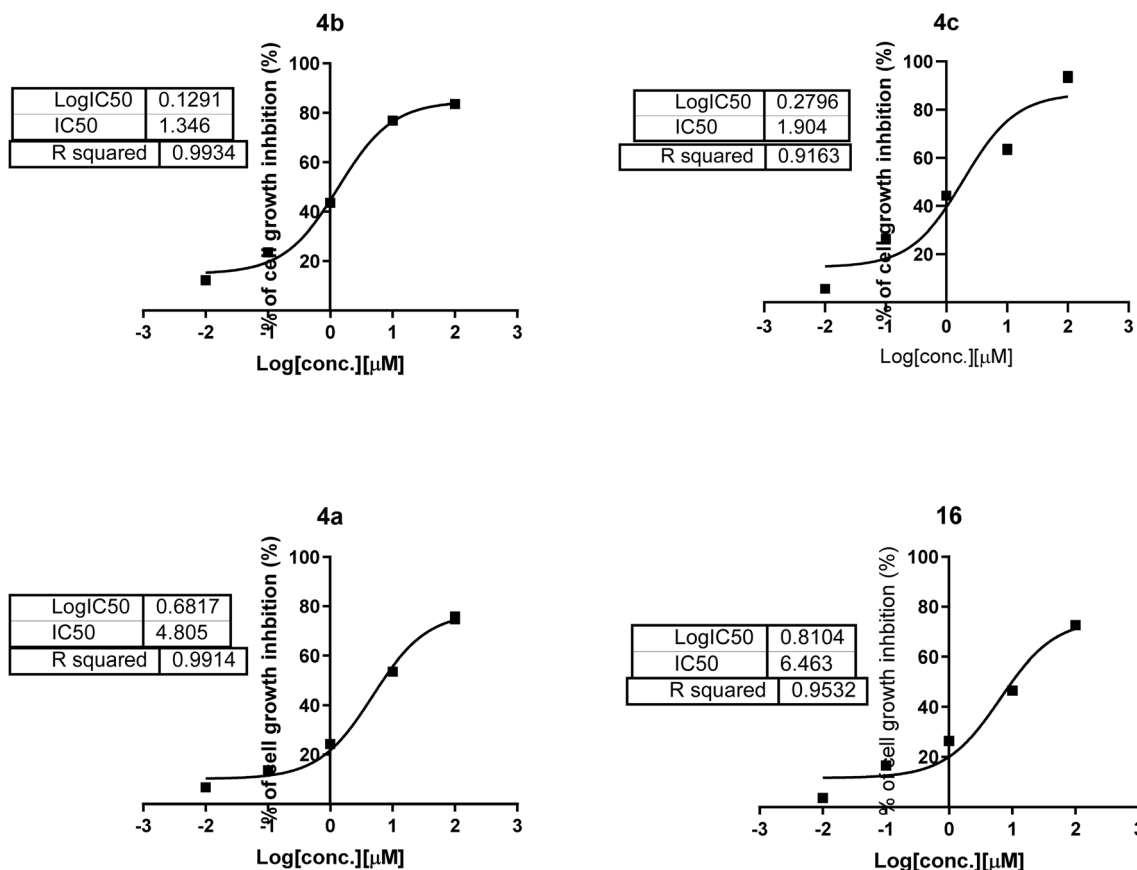 4b
LogIC50 0.1291
IC50 1.346
R squared 0.9934
% of cell growth inhbition (%)
100
80
60
40
20
-3 -2 -1 0 1 2 3
Log[conc.][μM]
4c
LogIC50 0.2796
IC50 1.904
R squared 0.9163
% of cell growth inhbition (%)
100
80
60
40
20
-3 -2 -1 0 1 2 3
Log[conc.][μM]
4a
LogIC50 0.6817
IC50 4.805
R squared 0.9914
% of cell growth inhbition (%)
100
80
60
40
20
-3 -2 -1 0 1 2 3
Log[conc.][μM]
16
LogIC50 0.8104
IC50 6.463
R squared 0.9532
% of cell growth inhbition (%)
100
80
60
40
20
-3 -2 -1 0 1 2 3
Log[conc.][μM]